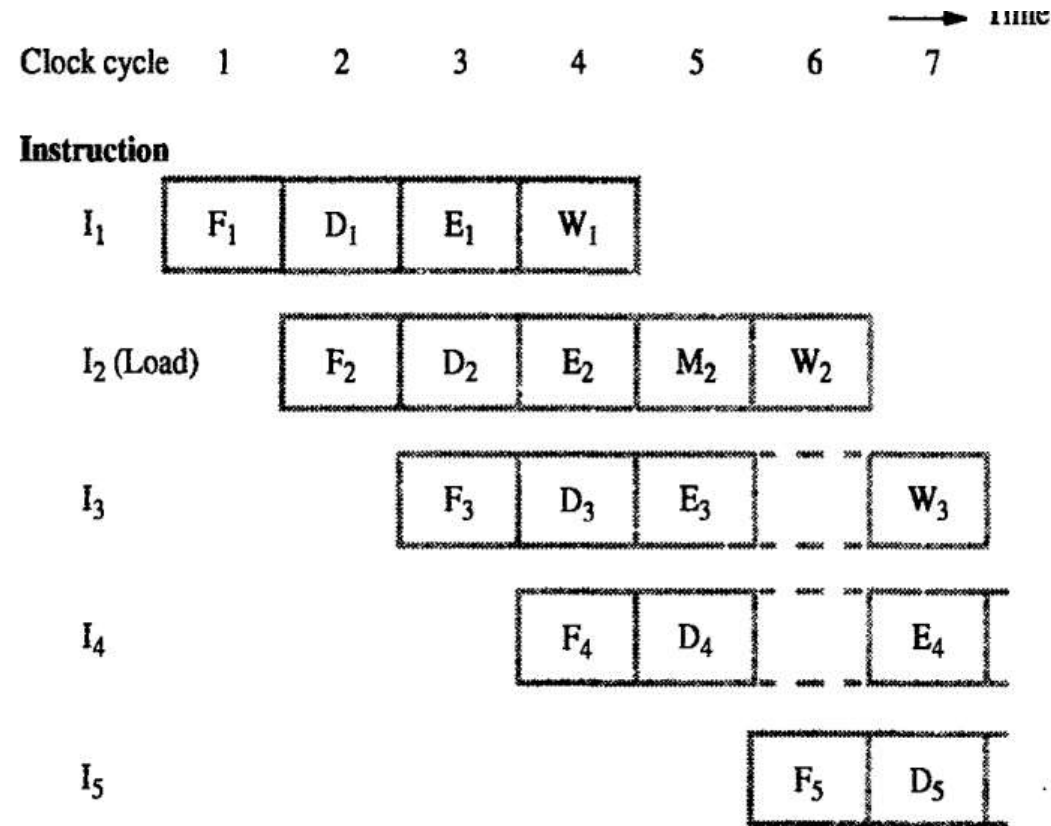 Time
Clock cycle 1 2 3 4 5 6 7
Instruction
I1 F1 D1 E1 W1
I2 (Load) F2 D2 E2 M2 W2
I3 F3 D3 E3 W3
I4 F4 D4 E4
I5 F5 D5